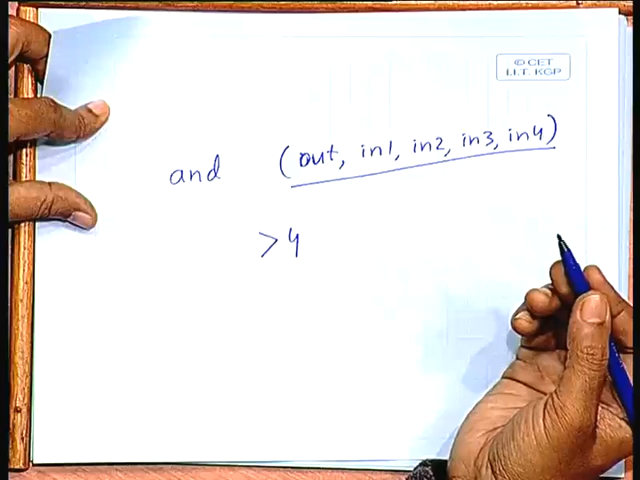 © CET
I.I.T. KGP
and (out, in1, in2, in3, in4)
>4